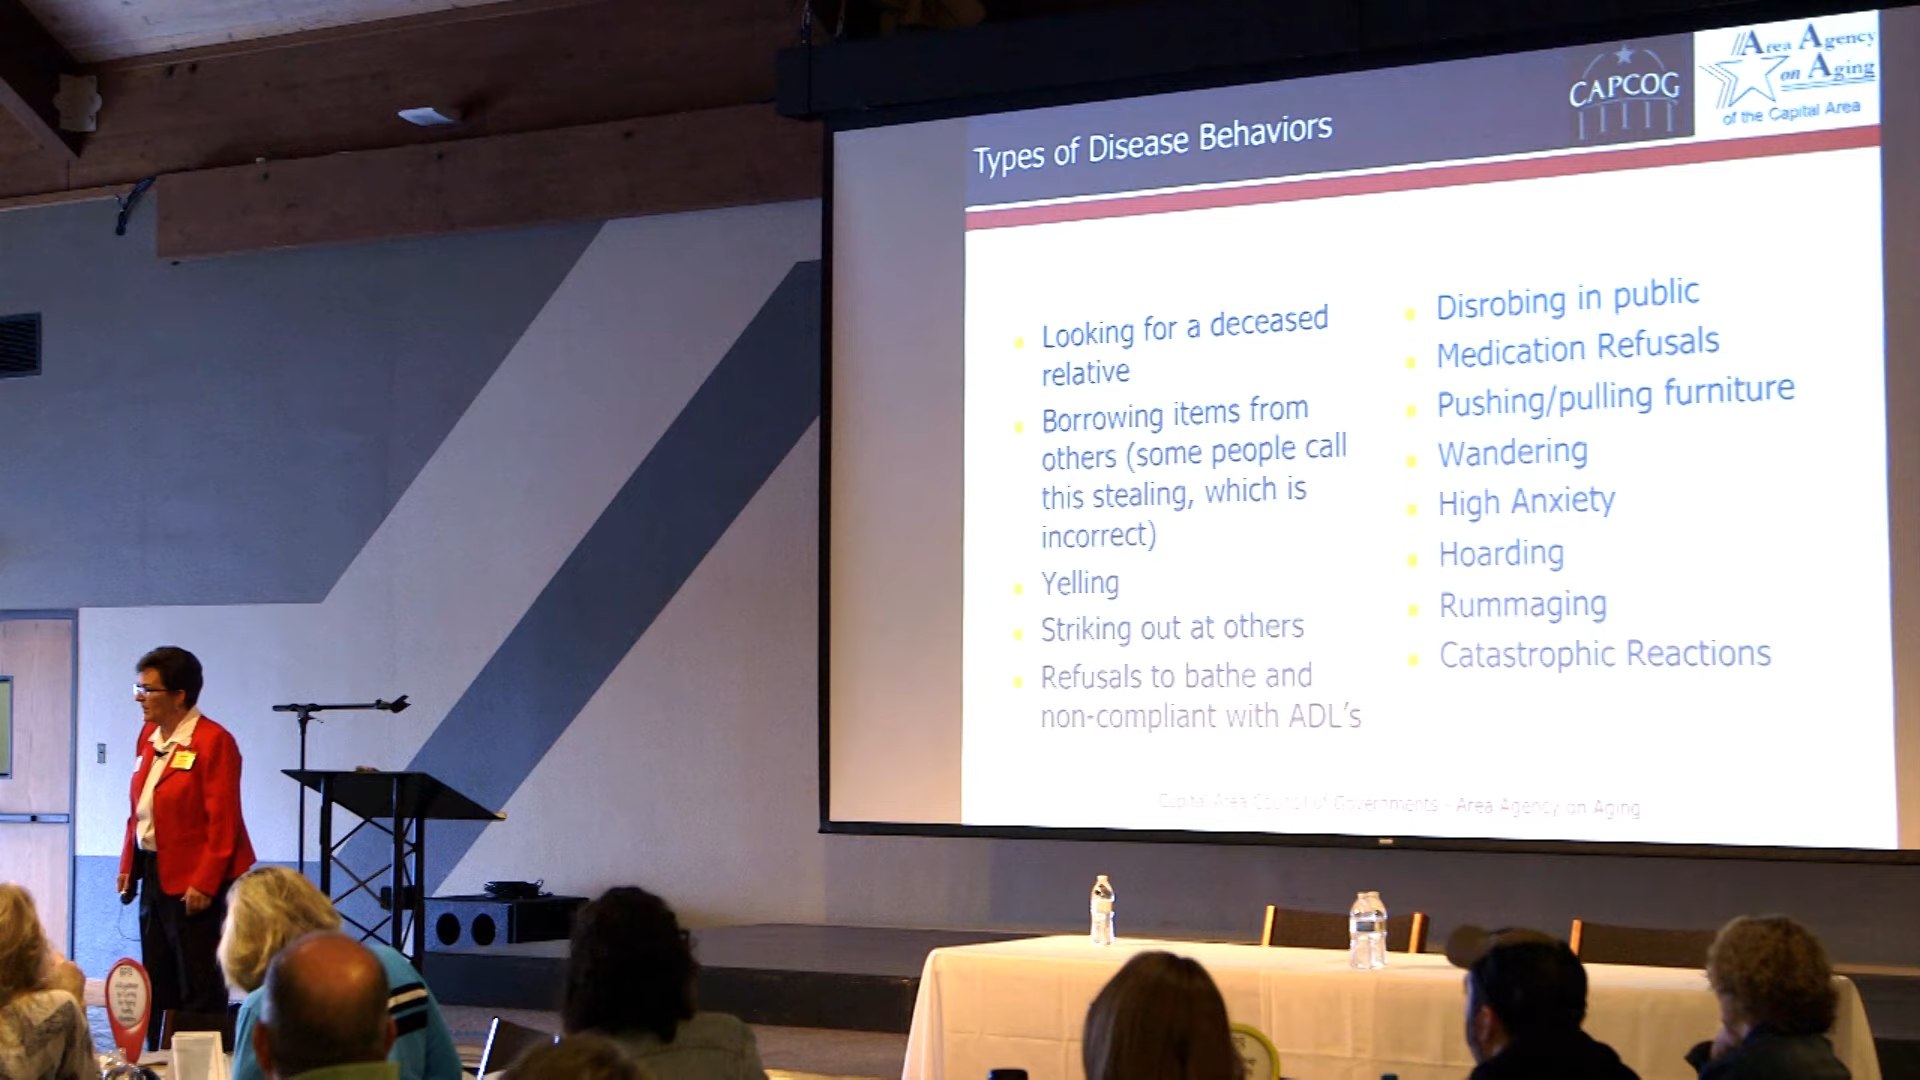 CAPCOG
Area Agency
on Aging
of the Capital Area
Types of Disease Behaviors
Looking for a deceased
relative
Borrowing items from
others (some people call
this stealing, which is
incorrect)
Yelling
Striking out at others
Refusals to bathe and
non-compliant with ADL's
Disrobing in public
Medication Refusals
Pushing/pulling furniture
Wandering
High Anxiety
Hoarding
Rummaging
Catastrophic Reactions
Capital Area Council of Governments - Area Agency on Aging